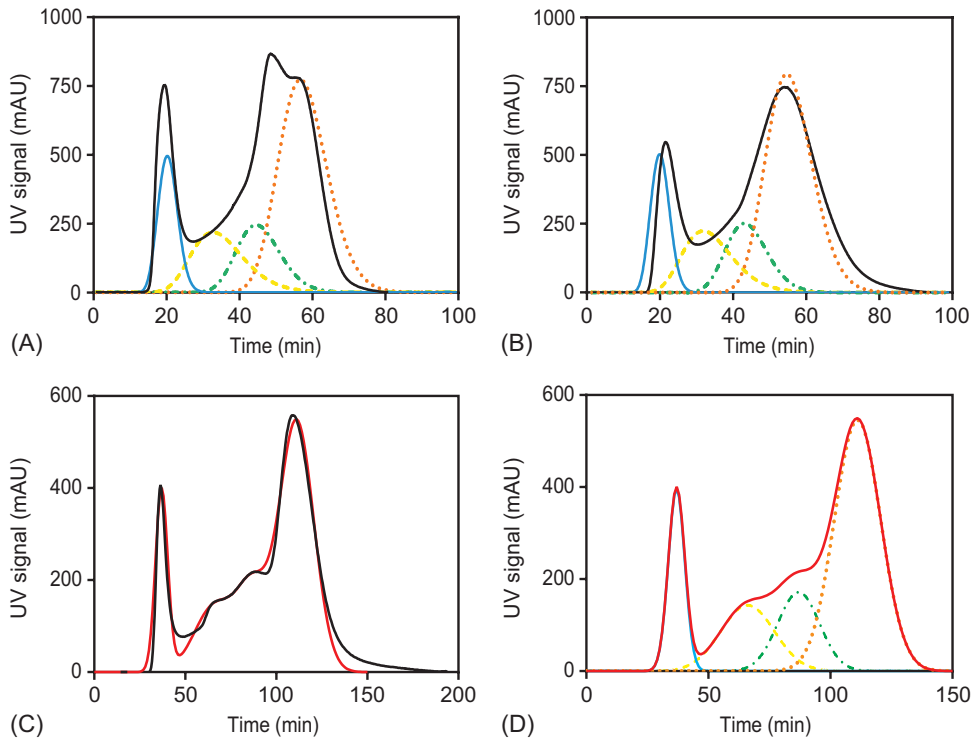 1000
750
500
250
0
0 20 40 60 80 100
UV signal (mAU)
Time (min)
(A)
1000
750
500
250
0
0 20 40 60 80 100
UV signal (mAU)
Time (min)
(B)
600
400
200
0
0 50 100 150 200
UV signal (mAU)
Time (min)
(C)
600
400
200
0
0 50 100 150
UV signal (mAU)
Time (min)
(D)